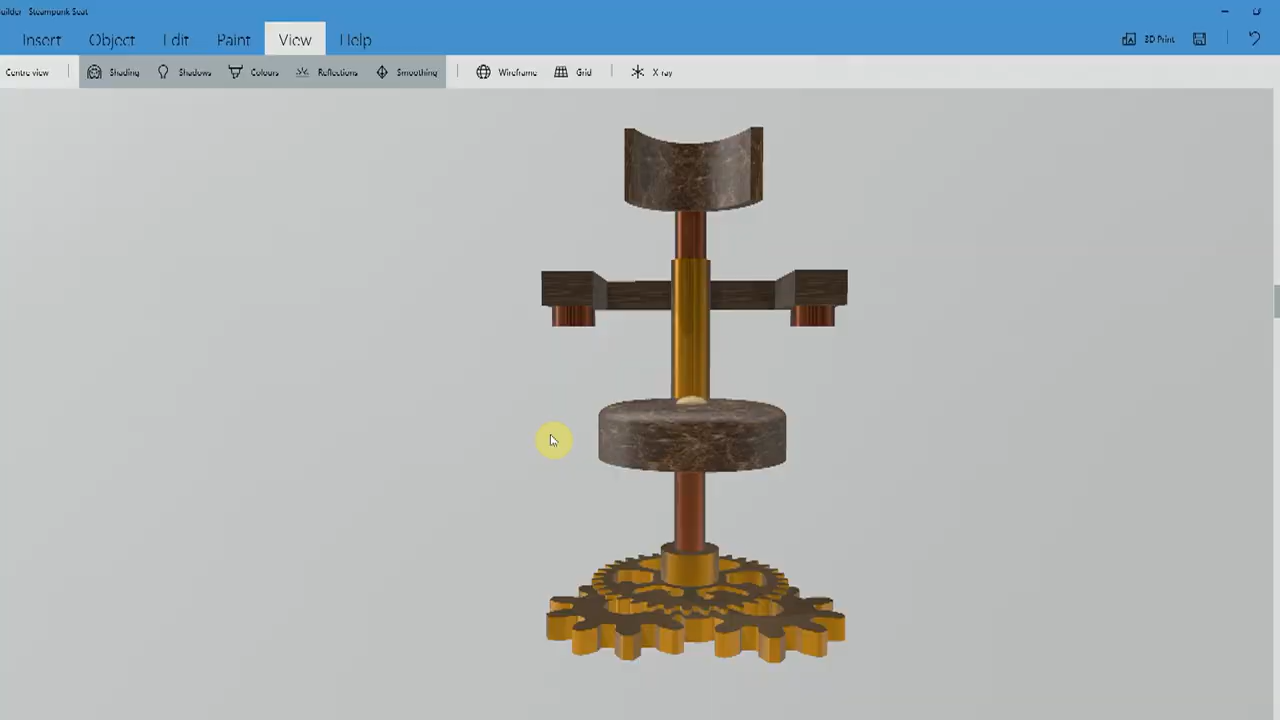 uilder - Steampunk Seat
Insert Object Edit Paint View Help 3D Print
Centre view Shading Shadows Colours Reflections Smoothing Wireframe Grid X ray